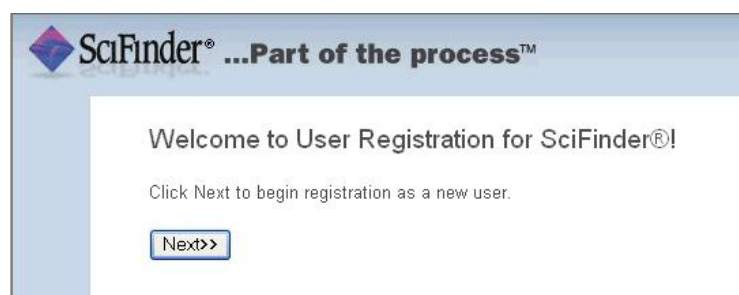 SciFinder® ...Part of the process™
Welcome to User Registration for SciFinder®!
Click Next to begin registration as a new user.
Next>>